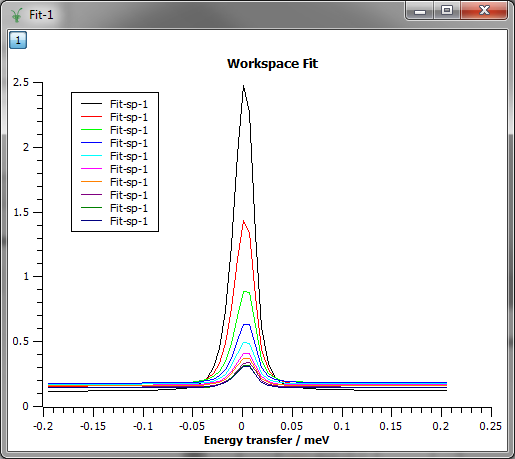 Fit-1
1
Workspace Fit
2.5
2
1.5
1
0.5
0
Fit-sp-1
Fit-sp-1
Fit-sp-1
Fit-sp-1
Fit-sp-1
Fit-sp-1
Fit-sp-1
Fit-sp-1
Fit-sp-1
Fit-sp-1
-0.2 -0.15 -0.1 -0.05 0 0.05 0.1 0.15 0.2 0.25
Energy transfer / meV